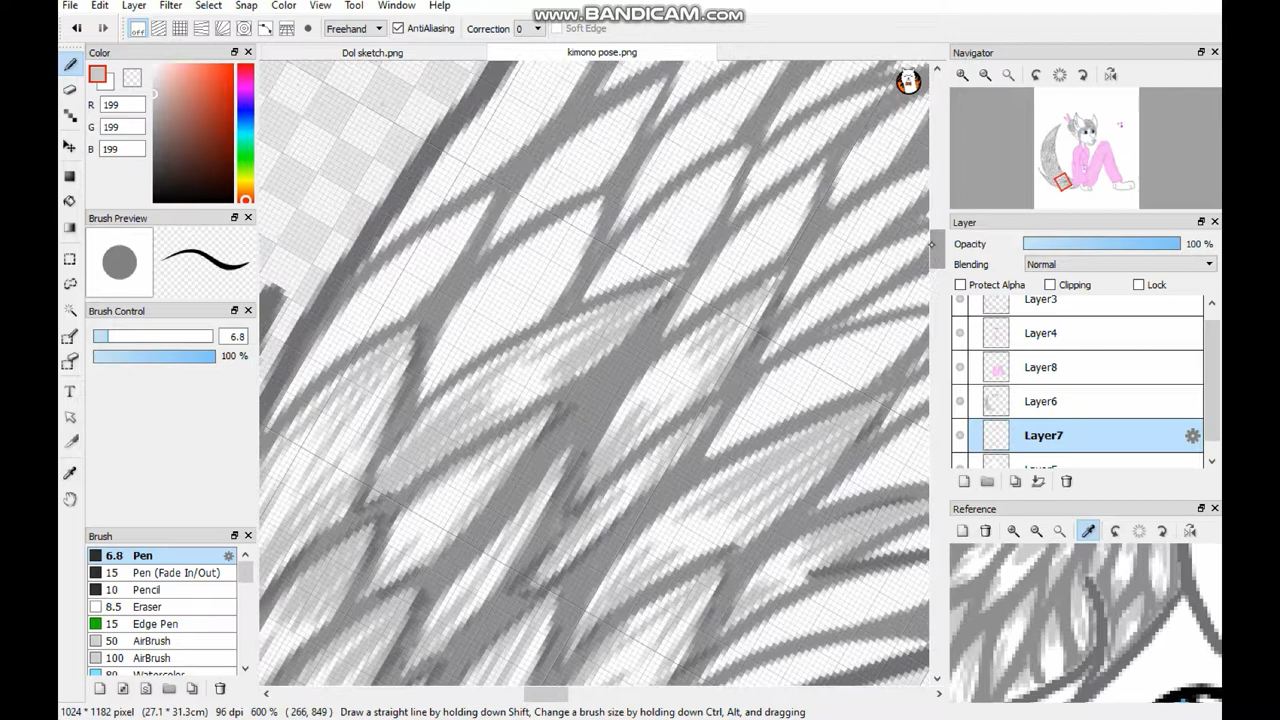 www.BANDICAM.com
File Edit Layer Filter Select Snap Color View Tool Window Help
off Freehand AntiAliasing Correction 0 Soft Edge
Color
Dol sketch.png kimono pose.png
Navigator
R 199
G 199
B 199
Brush Preview
Layer
Opacity 100 %
Blending Normal
Protect Alpha Clipping Lock
Layer3
Layer4
Layer8
Layer6
Layer7
Layer5
Brush Control
6.8
100 %
Reference
Brush
6.8 Pen
15 Pen (Fade In/Out)
10 Pencil
8.5 Eraser
15 Edge Pen
50 AirBrush
100 AirBrush
80 Watercolor
1024 * 1182 pixel (27.1 * 31.3cm) 96 dpi 600 % ( 266, 849 ) Draw a straight line by holding down Shift, Change a brush size by holding down Ctrl, Alt, and dragging